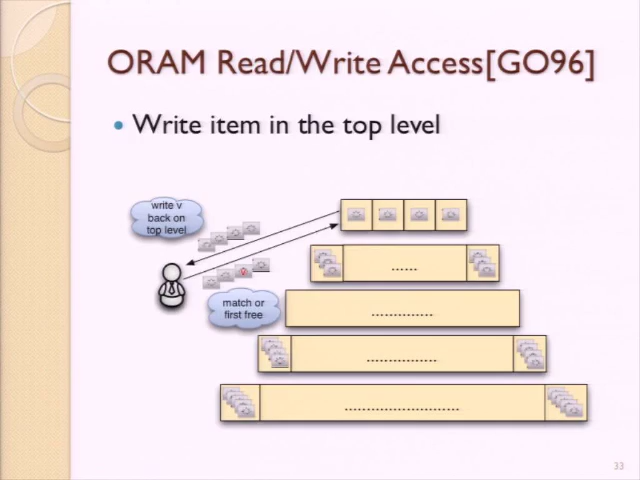 ORAM Read/Write Access[GO96]
• Write item in the top level
write v
back on
top level
match or
first free
......
..............
................
..........................
33